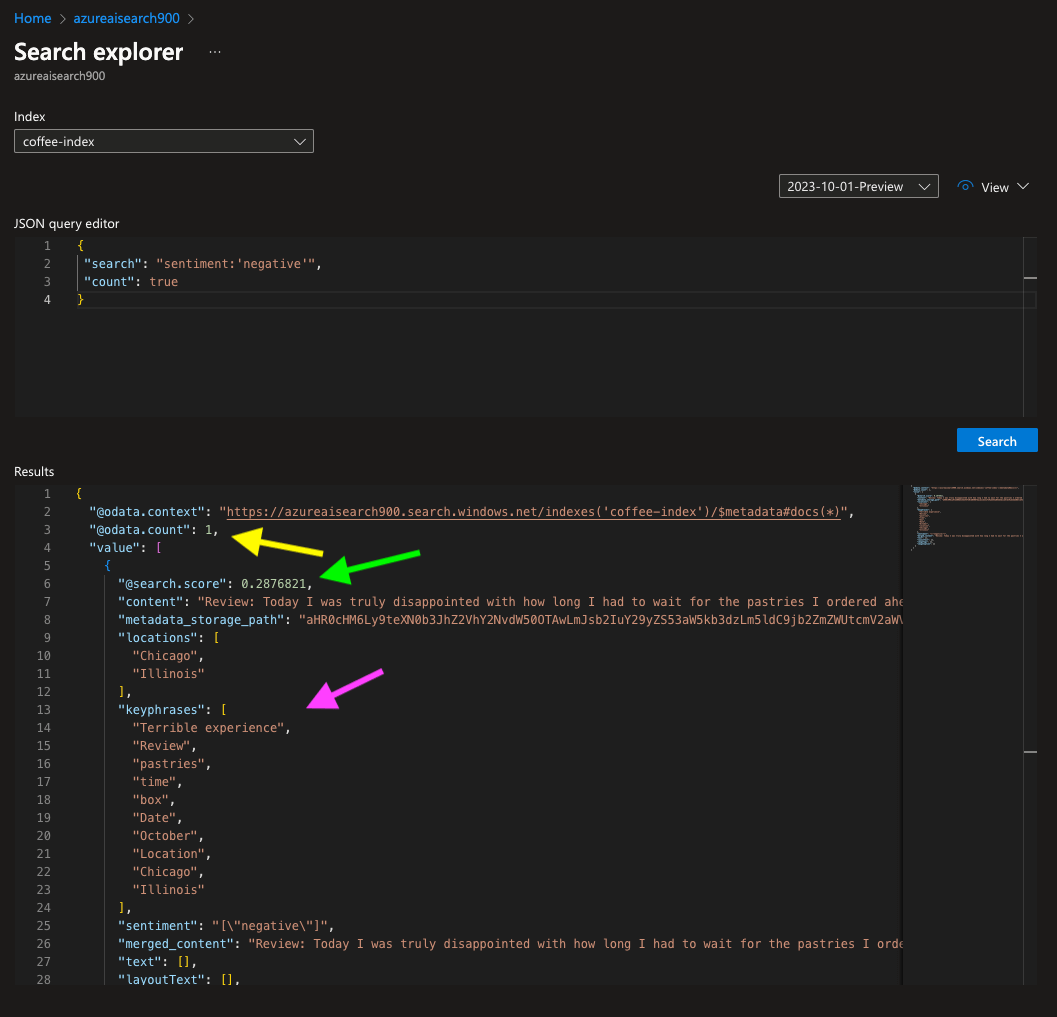 Home > azureaisearch900 >
Search explorer ...
azureaisearch900
Index
coffee-index
2023-10-01-Preview View
JSON query editor
1 {
2 "search": "sentiment:'negative'",
3 "count": true
4 }
Search
Results
1 {
2 "@odata.context": "https://azureaisearch900.search.windows.net/indexes('coffee-index')/$metadata#docs(*)",
3 "@odata.count": 1,
4 "value": [
5 {
6 "@search.score": 0.2876821,
7 "content": "Review: Today I was truly disappointed with how long I had to wait for the pastries I ordered ahe
8 "metadata_storage_path": "aHR0cHM6Ly9teXN0b3JhZ2VhY2NvdW50OTAwLmJsb2IuY29yZS53aW5kb3dzLm5ldC9jb2ZmZWUtcmV2aWV
9 "locations": [
10 "Chicago",
11 "Illinois"
12 ],
13 "keyphrases": [
14 "Terrible experience",
15 "Review",
16 "pastries",
17 "time",
18 "box",
19 "Date",
20 "October",
21 "Location",
22 "Chicago",
23 "Illinois"
24 ],
25 "sentiment": "[\"negative\"]",
26 "merged_content": "Review: Today I was truly disappointed with how long I had to wait for the pastries I orde
27 "text": [],
28 "layoutText": [],